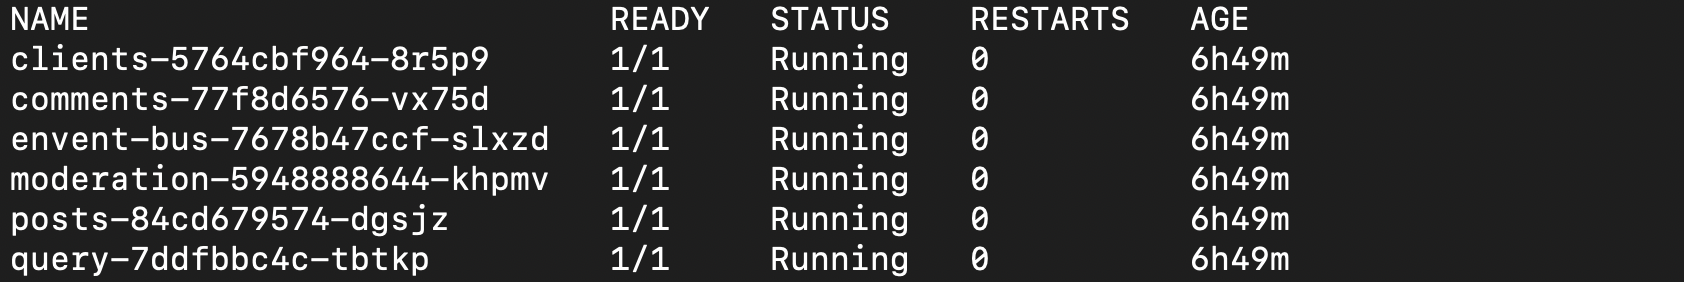 NAME READY STATUS RESTARTS AGE
clients-5764cbf964-8r5p9 1/1 Running 0 6h49m
comments-77f8d6576-vx75d 1/1 Running 0 6h49m
envent-bus-7678b47ccf-slxzd 1/1 Running 0 6h49m
moderation-5948888644-khpmv 1/1 Running 0 6h49m
posts-84cd679574-dgsjz 1/1 Running 0 6h49m
query-7ddfbbc4c-tbtkp 1/1 Running 0 6h49m